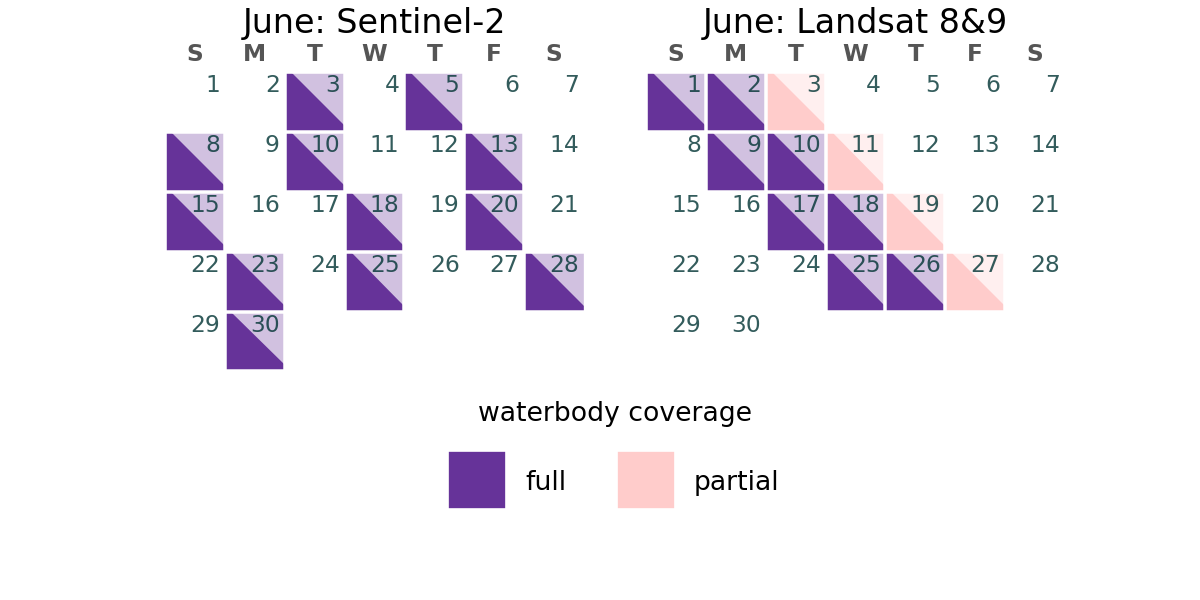 June: Sentinel-2
S M T W T F S
1 2 3 4 5 6 7
8 9 10 11 12 13 14
15 16 17 18 19 20 21
22 23 24 25 26 27 28
29 30
June: Landsat 8&9
S M T W T F S
1 2 3 4 5 6 7
8 9 10 11 12 13 14
15 16 17 18 19 20 21
22 23 24 25 26 27 28
29 30
waterbody coverage
full partial